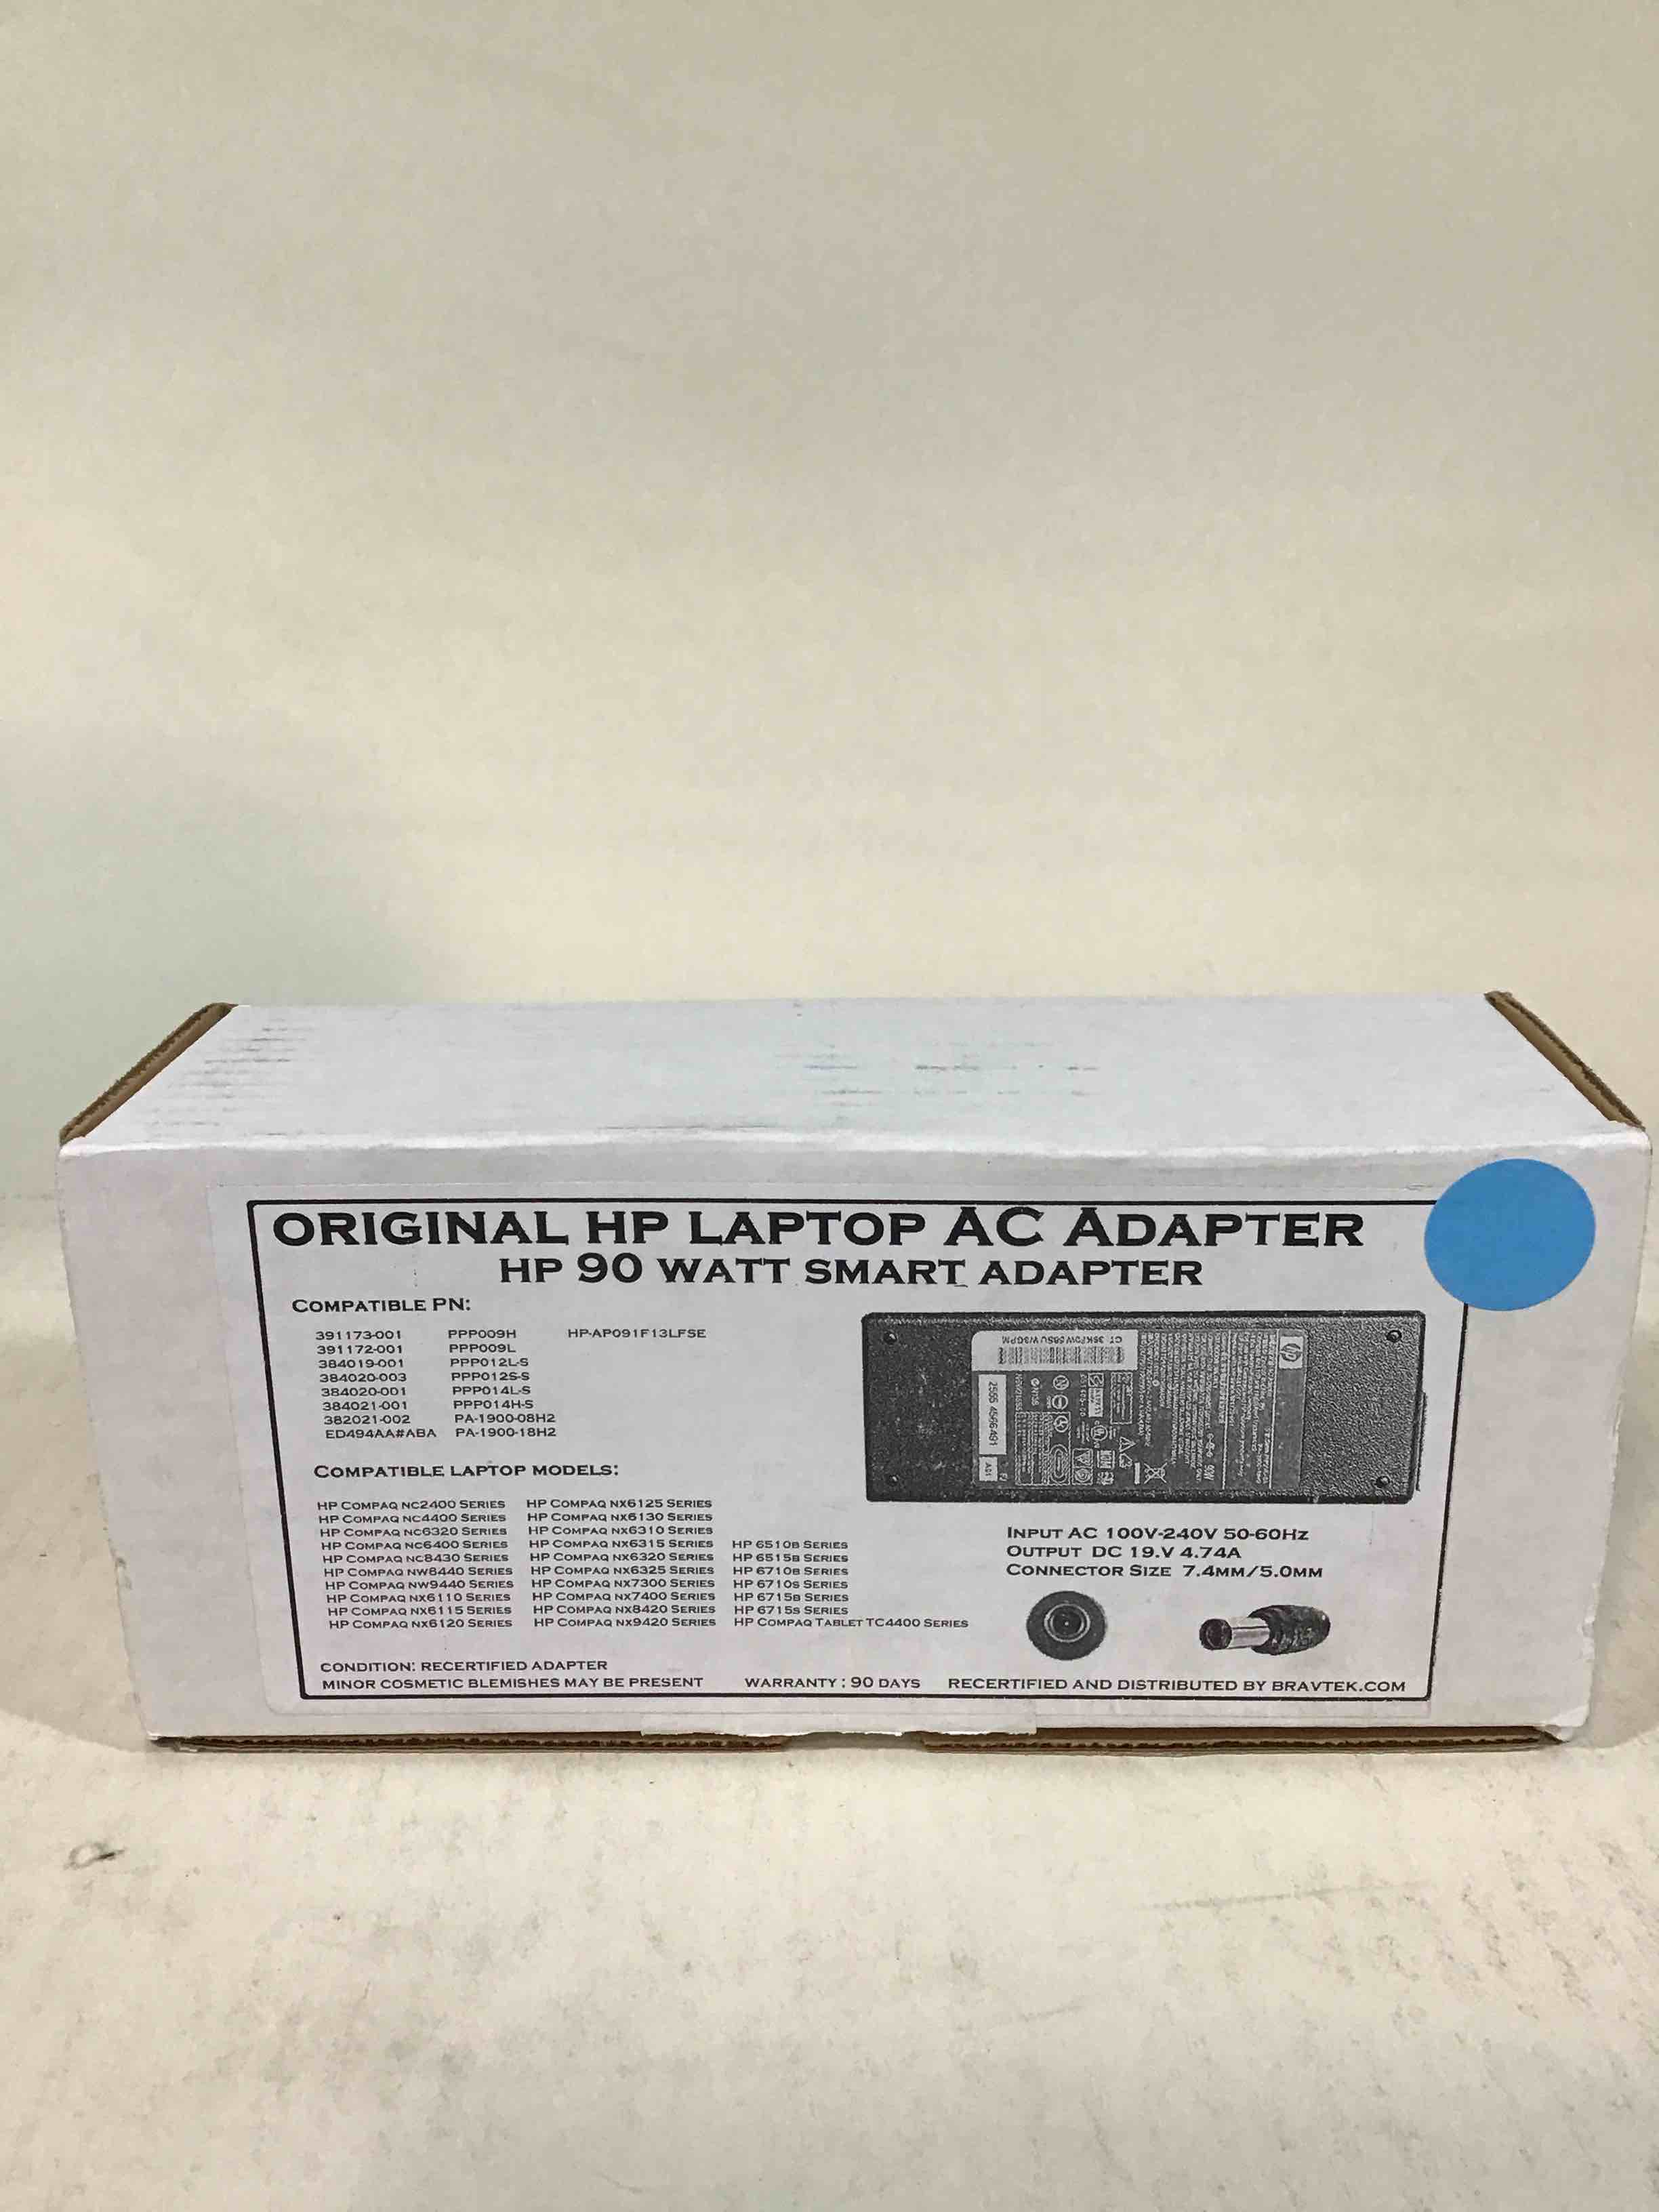 ORIGINAL HP LAPTOP AC ADAPTER
HP 90 WATT SMART ADAPTER
COMPATIBLE PN:
391173-001 PPP009H HP-AP091F13LFSE
391172-001 PPP009L
384019-001 PPP012L-S
384020-003 PPP012S-S
384020-001 PPP014L-S
384021-001 PPP014H-S
382021-002 PA-1900-08H2
ED494AA#ABA PA-1900-18H2
COMPATIBLE LAPTOP MODELS:
HP COMPAQ NC2400 SERIES HP COMPAQ NX6125 SERIES
HP COMPAQ NC4400 SERIES HP COMPAQ NX6130 SERIES
HP COMPAQ NC6320 SERIES HP COMPAQ NX6310 SERIES
HP COMPAQ NC6400 SERIES HP COMPAQ NX6315 SERIES HP 6510B SERIES
HP COMPAQ NC8430 SERIES HP COMPAQ NX6320 SERIES HP 6515B SERIES
HP COMPAQ NW8440 SERIES HP COMPAQ NX6325 SERIES HP 6710B SERIES
HP COMPAQ NW9440 SERIES HP COMPAQ NX7300 SERIES HP 6710S SERIES
HP COMPAQ NX6110 SERIES HP COMPAQ NX7400 SERIES HP 6715B SERIES
HP COMPAQ NX6115 SERIES HP COMPAQ NX8420 SERIES HP 6715S SERIES
HP COMPAQ NX6120 SERIES HP COMPAQ NX9420 SERIES HP COMPAQ TABLET TC4400 SERIES
INPUT AC 100V-240V 50-60HZ
OUTPUT DC 19.V 4.74A
CONNECTOR SIZE 7.4MM/5.0MM
CONDITION: RECERTIFIED ADAPTER
MINOR COSMETIC BLEMISHES MAY BE PRESENT WARRANTY : 90 DAYS RECERTIFIED AND DISTRIBUTED BY BRAVTEK.COM